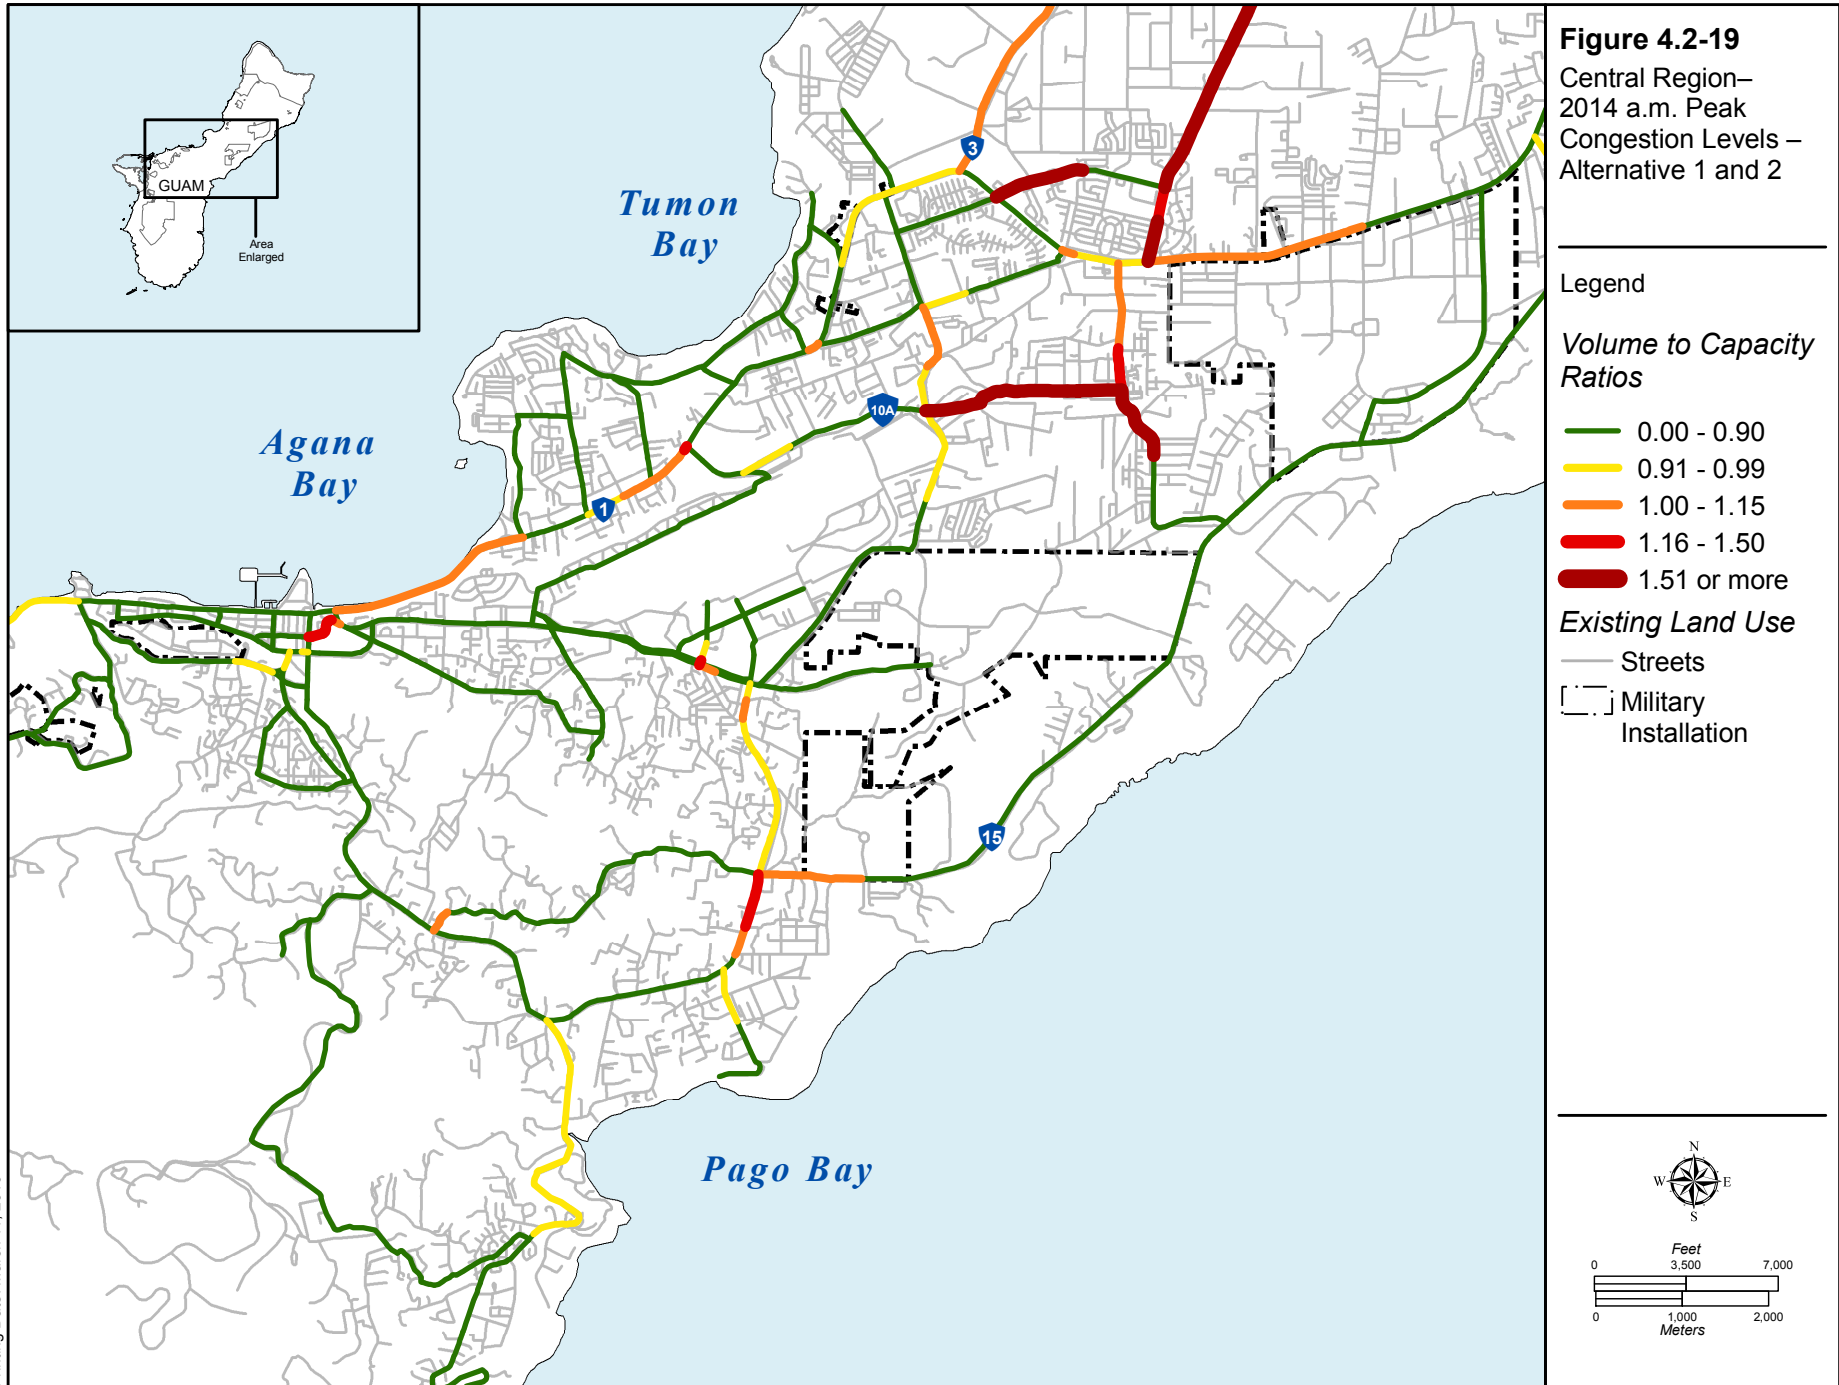 Figure 4.2-19
Central Region–
2014 a.m. Peak
Congestion Levels –
Alternative 1 and 2
Legend
Volume to Capacity
Ratios
0.00 - 0.90
0.91 - 0.99
1.00 - 1.15
1.16 - 1.50
1.51 or more
Existing Land Use
Streets
Military
Installation
N
W
E
S
Feet
0
3,500
7,000
0
1,000
2,000
Meters
GUAM
Area
Enlarged
Tumon
Bay
Agana
Bay
Pago Bay
3
10A
1
15